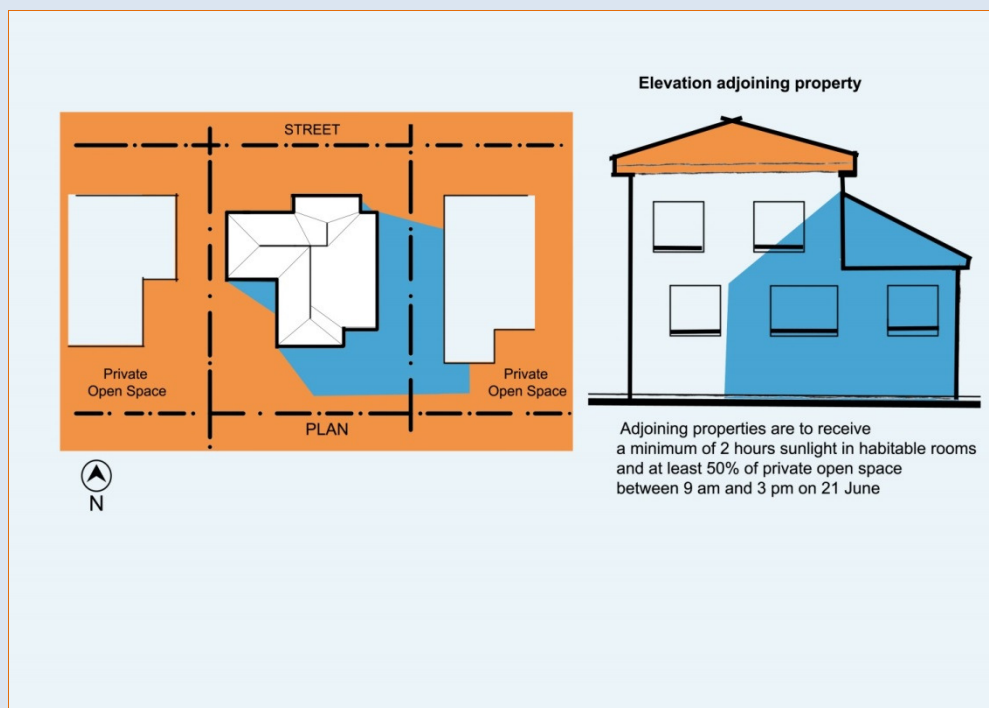 Elevation adjoining property
STREET
Private
Open Space
Private
Open Space
PLAN
N
Adjoining properties are to receive
a minimum of 2 hours sunlight in habitable rooms
and at least 50% of private open space
between 9 am and 3 pm on 21 June